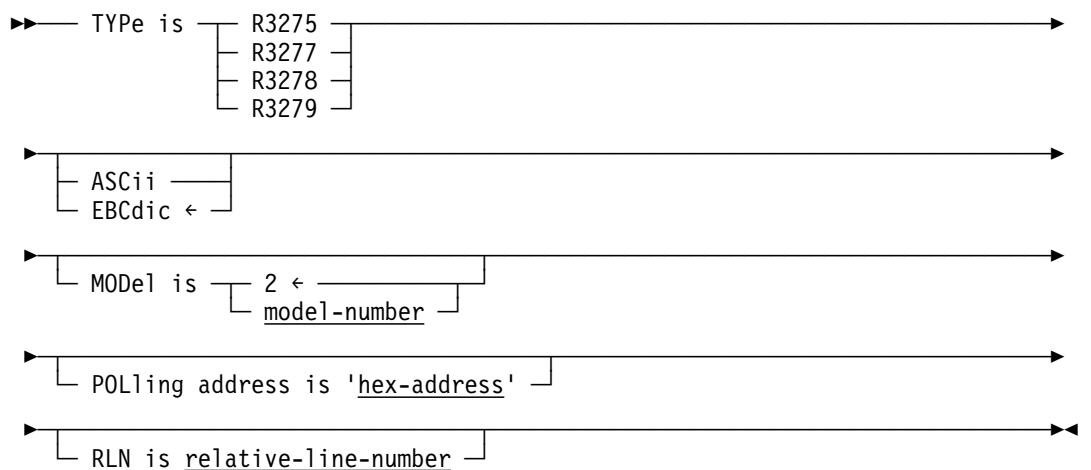 TYPe is R3275
R3277
R3278
R3279
ASCii
EBCdic ←
MODel is 2 ←
model-number
POLling address is 'hex-address'
RLN is relative-line-number